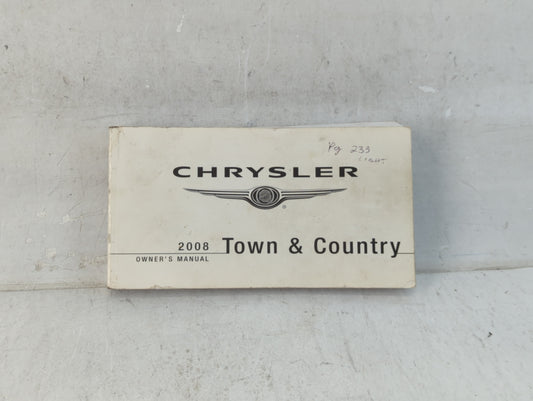 Pg 233
LIGHT
CHRYSLER
®
2008 Town & Country
OWNER'S MANUAL